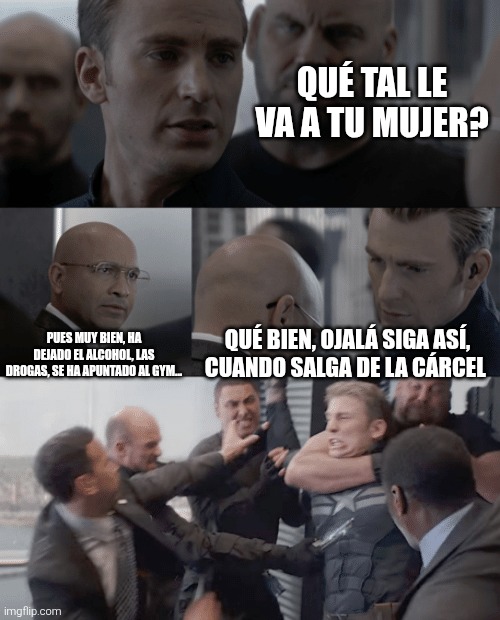 QUÉ TAL LE
VA A TU MUJER?
PUES MUY BIEN, HA
DEJADO EL ALCOHOL, LAS
DROGAS, SE HA APUNTADO AL GYM...
QUÉ BIEN, OJALÁ SIGA ASÍ,
CUANDO SALGA DE LA CÁRCEL
imgflip.com